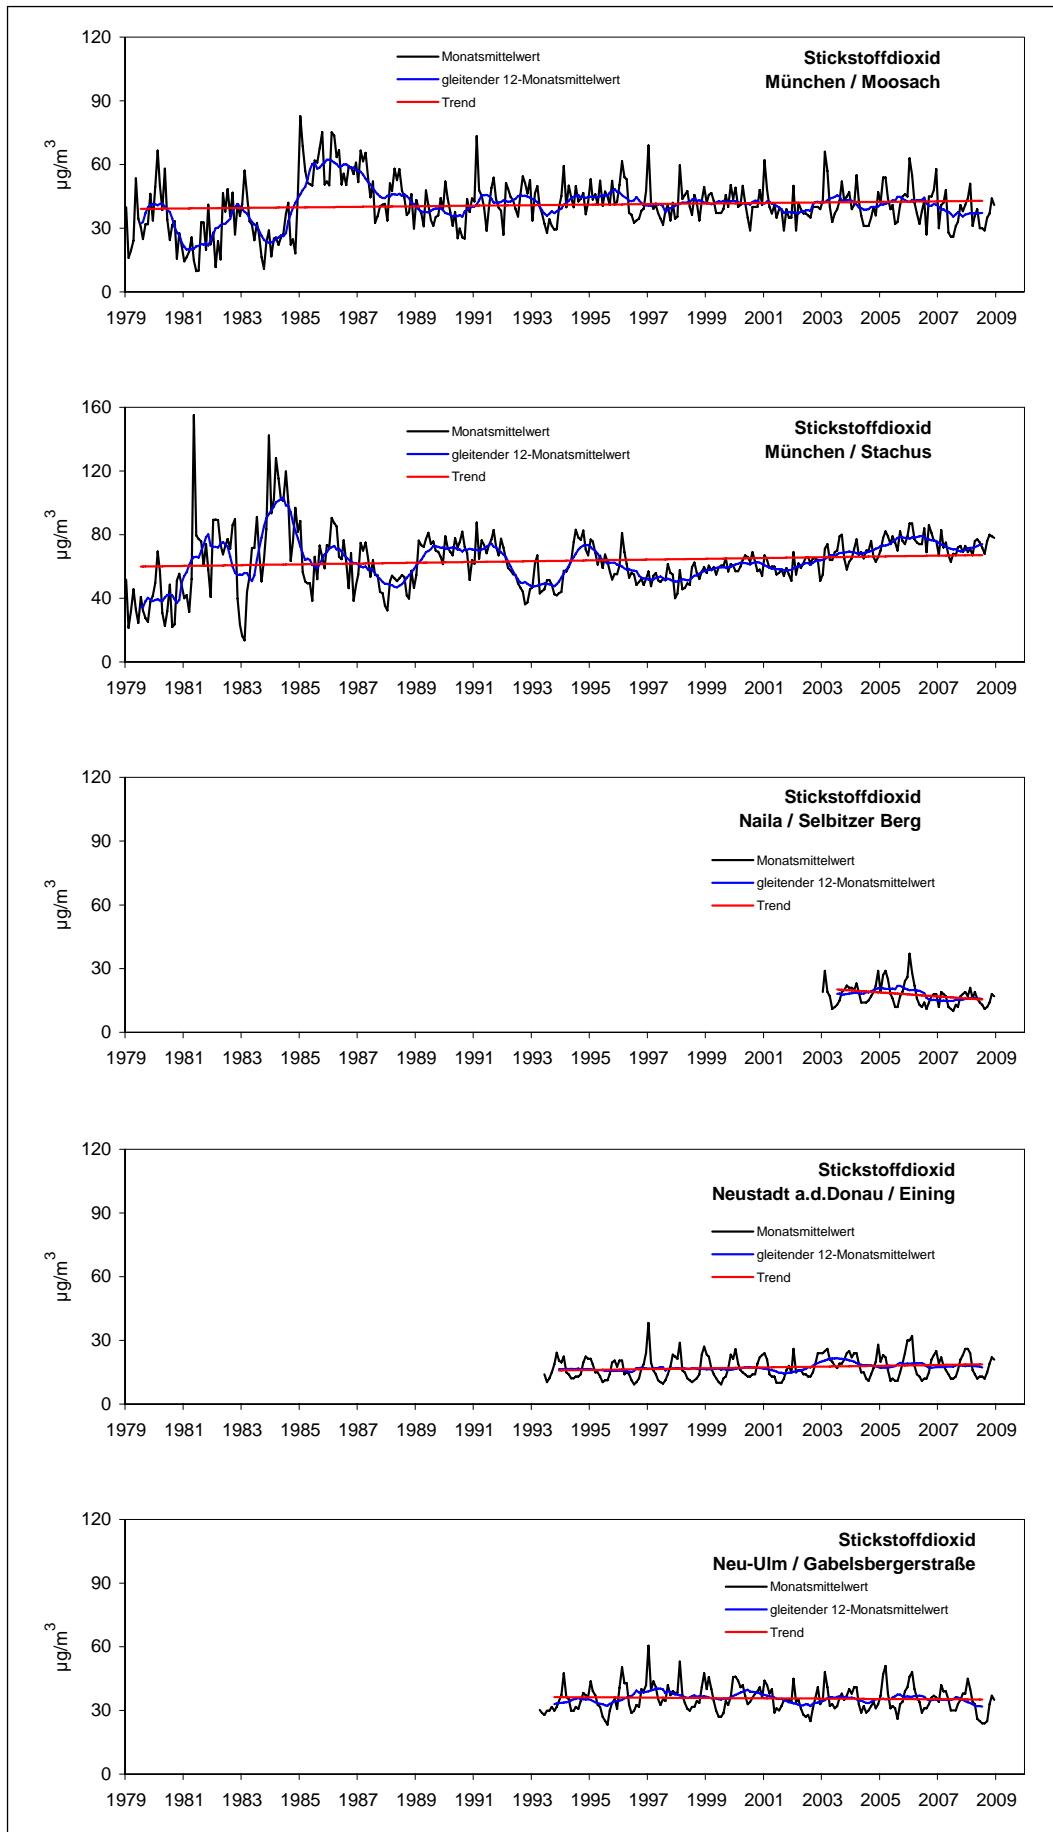 120
90
60
30
0
µg/m³
Stickstoffdioxid
München / Moosach
Monatsmittelwert
gleitender 12-Monatsmittelwert
Trend
1979 1981 1983 1985 1987 1989 1991 1993 1995 1997 1999 2001 2003 2005 2007 2009
160
120
80
40
0
µg/m³
Stickstoffdioxid
München / Stachus
Monatsmittelwert
gleitender 12-Monatsmittelwert
Trend
1979 1981 1983 1985 1987 1989 1991 1993 1995 1997 1999 2001 2003 2005 2007 2009
120
90
60
30
0
µg/m³
Stickstoffdioxid
Naila / Selbitzer Berg
Monatsmittelwert
gleitender 12-Monatsmittelwert
Trend
1979 1981 1983 1985 1987 1989 1991 1993 1995 1997 1999 2001 2003 2005 2007 2009
120
90
60
30
0
µg/m³
Stickstoffdioxid
Neustadt a.d.Donau / Eining
Monatsmittelwert
gleitender 12-Monatsmittelwert
Trend
1979 1981 1983 1985 1987 1989 1991 1993 1995 1997 1999 2001 2003 2005 2007 2009
120
90
60
30
0
µg/m³
Stickstoffdioxid
Neu-Ulm / Gabelsbergerstraße
Monatsmittelwert
gleitender 12-Monatsmittelwert
Trend
1979 1981 1983 1985 1987 1989 1991 1993 1995 1997 1999 2001 2003 2005 2007 2009